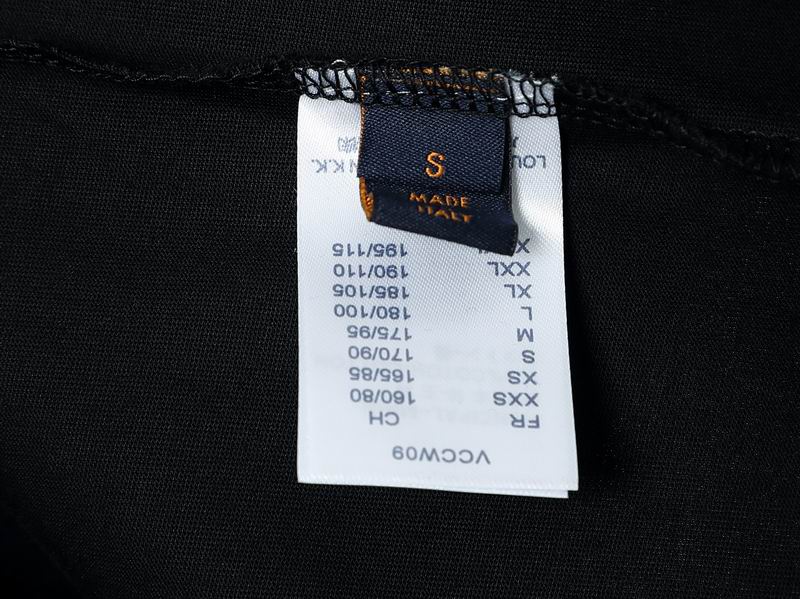 S
MADE
ITALY
VCCW09
FR CH
XXS 160/80
XS 165/85
S 170/90
M 175/95
L 180/100
XL 185/105
XXL 190/110
195/115
K.K.